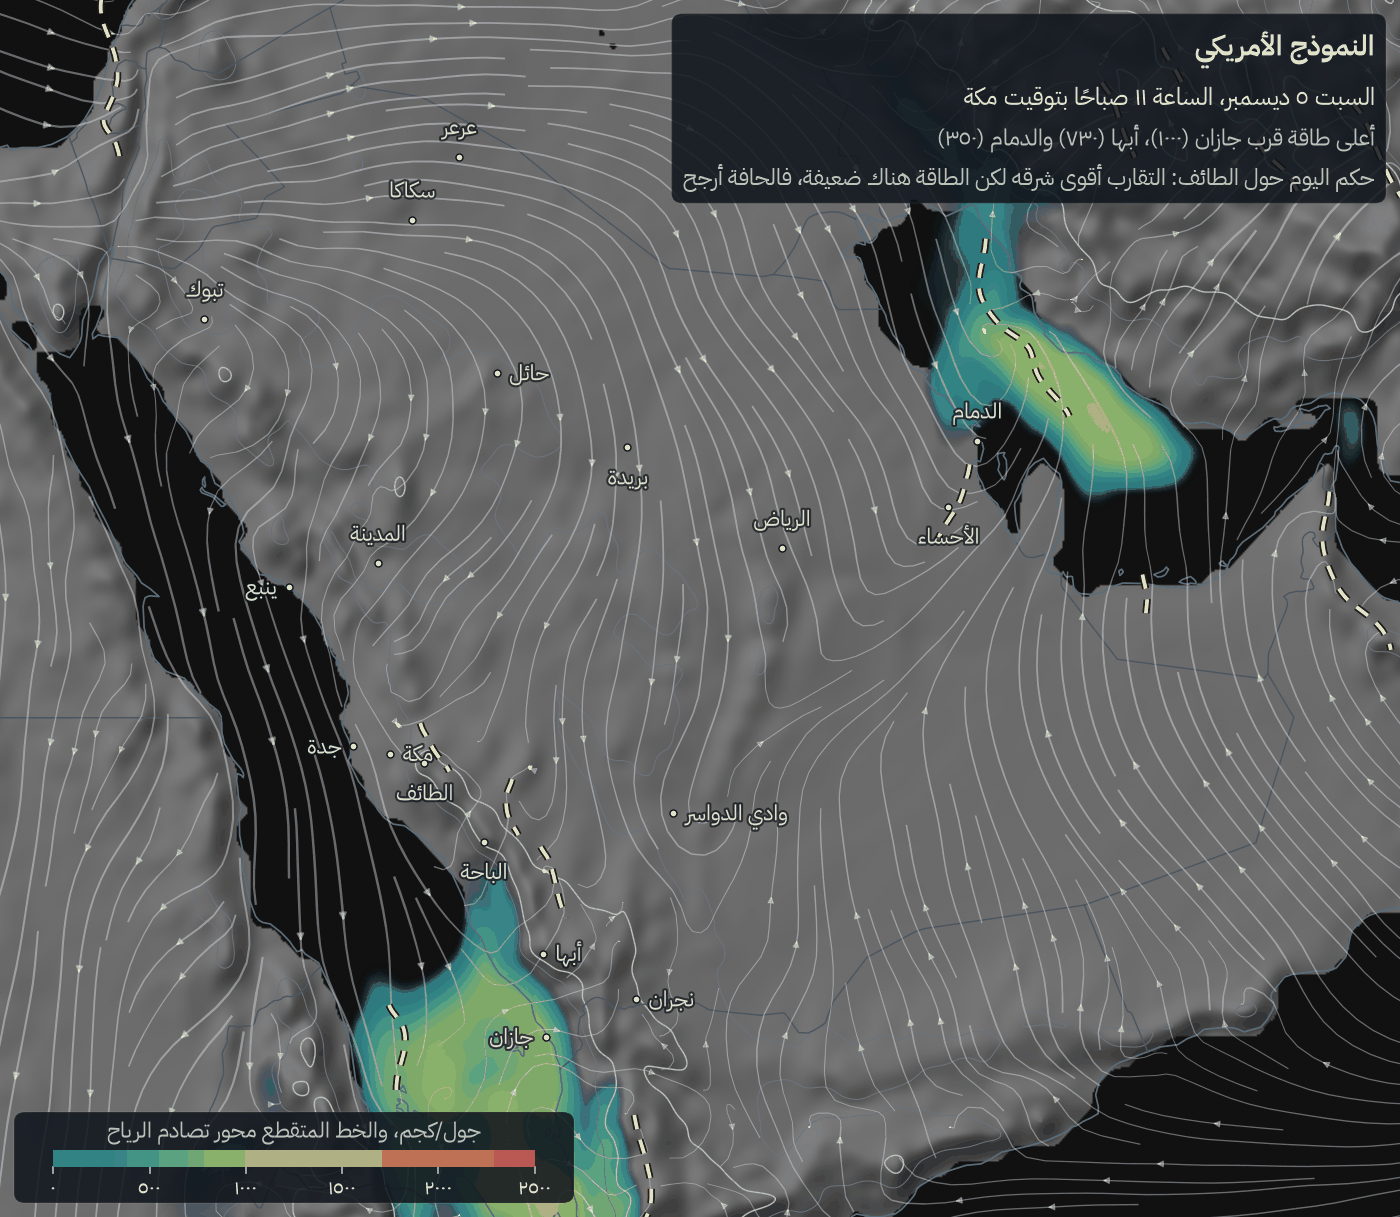 النموذج الأمريكي
السبت ٥ ديسمبر، الساعة ١١ صباحًا بتوقيت مكة
أعلى طاقة قرب جازان (١٠٠٠)، أبها (٧٣٠) والدمام (٣٥٠)
حكم اليوم حول الطائف: التقارب أقوى شرقه لكن الطاقة هناك ضعيفة، فالحافة أرجح
عرعر
سكاكا
تبوك
حائل
الدمام
بريدة
الرياض
الأحساء
المدينة
ينبع
جدة
مكة
الطائف
وادي الدواسر
الباحة
أبها
نجران
جازان
جول/كجم، والخط المتقطع محور تصادم الرياح
٠ ٥٠٠ ١٠٠٠ ١٥٠٠ ٢٠٠٠ ٢٥٠٠